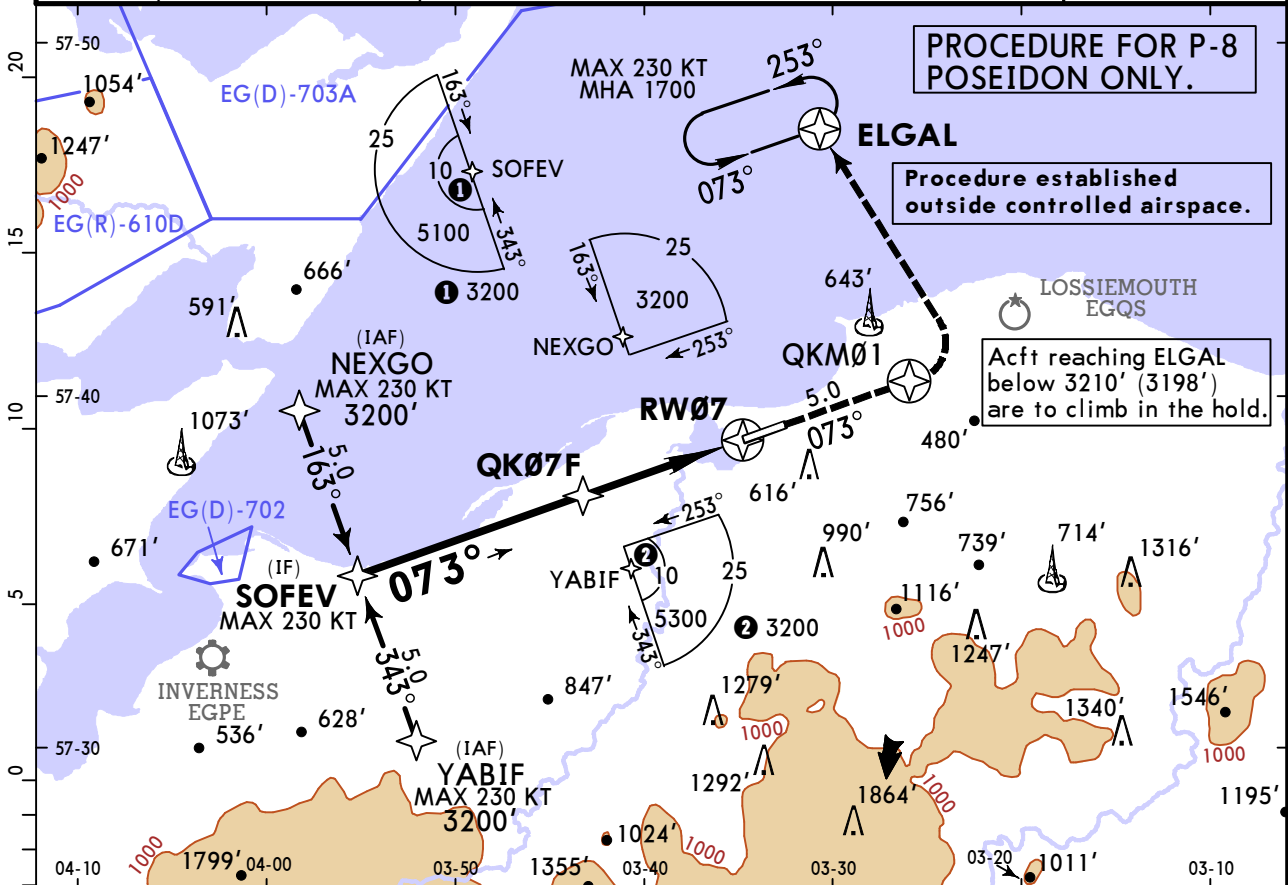 57-50
20
1054'
EG(D)-703A
1247'
1000
EG(R)-610D
15
666'
591'
MAX 230 KT
MHA 1700
253°
073°
ELGAL
PROCEDURE FOR P-8
POSEIDON ONLY.
Procedure established
outside controlled airspace.
163°
25
10
1
SOFEV
5100
343°
1 3200
163°
25
3200
NEXGO
253°
643'
LOSSIEMOUTH
EGQS
QKM01
Acft reaching ELGAL
below 3210' (3198')
are to climb in the hold.
(IAF)
NEXGO
MAX 230 KT
3200'
57-40
10
1073'
5.0
163°
RWØ7
5.0
073°
480'
QKØ7F
616'
EG(D)-702
671'
(IF)
SOFEV
MAX 230 KT
073°
253°
2
10
25
YABIF
5300
343°
2 3200
990'
756'
739'
714'
1316'
1116'
1000
1247'
5
INVERNESS
EGPE
5.0
343°
847'
628'
536'
57-30
(IAF)
YABIF
MAX 230 KT
3200'
1279'
1000
1292'
1340'
1546'
1000
0
1864'
1000
1195'
1000
1799'
1024'
1000
1355'
1011'
04-10
04-00
03-50
03-40
03-30
03-20
03-10